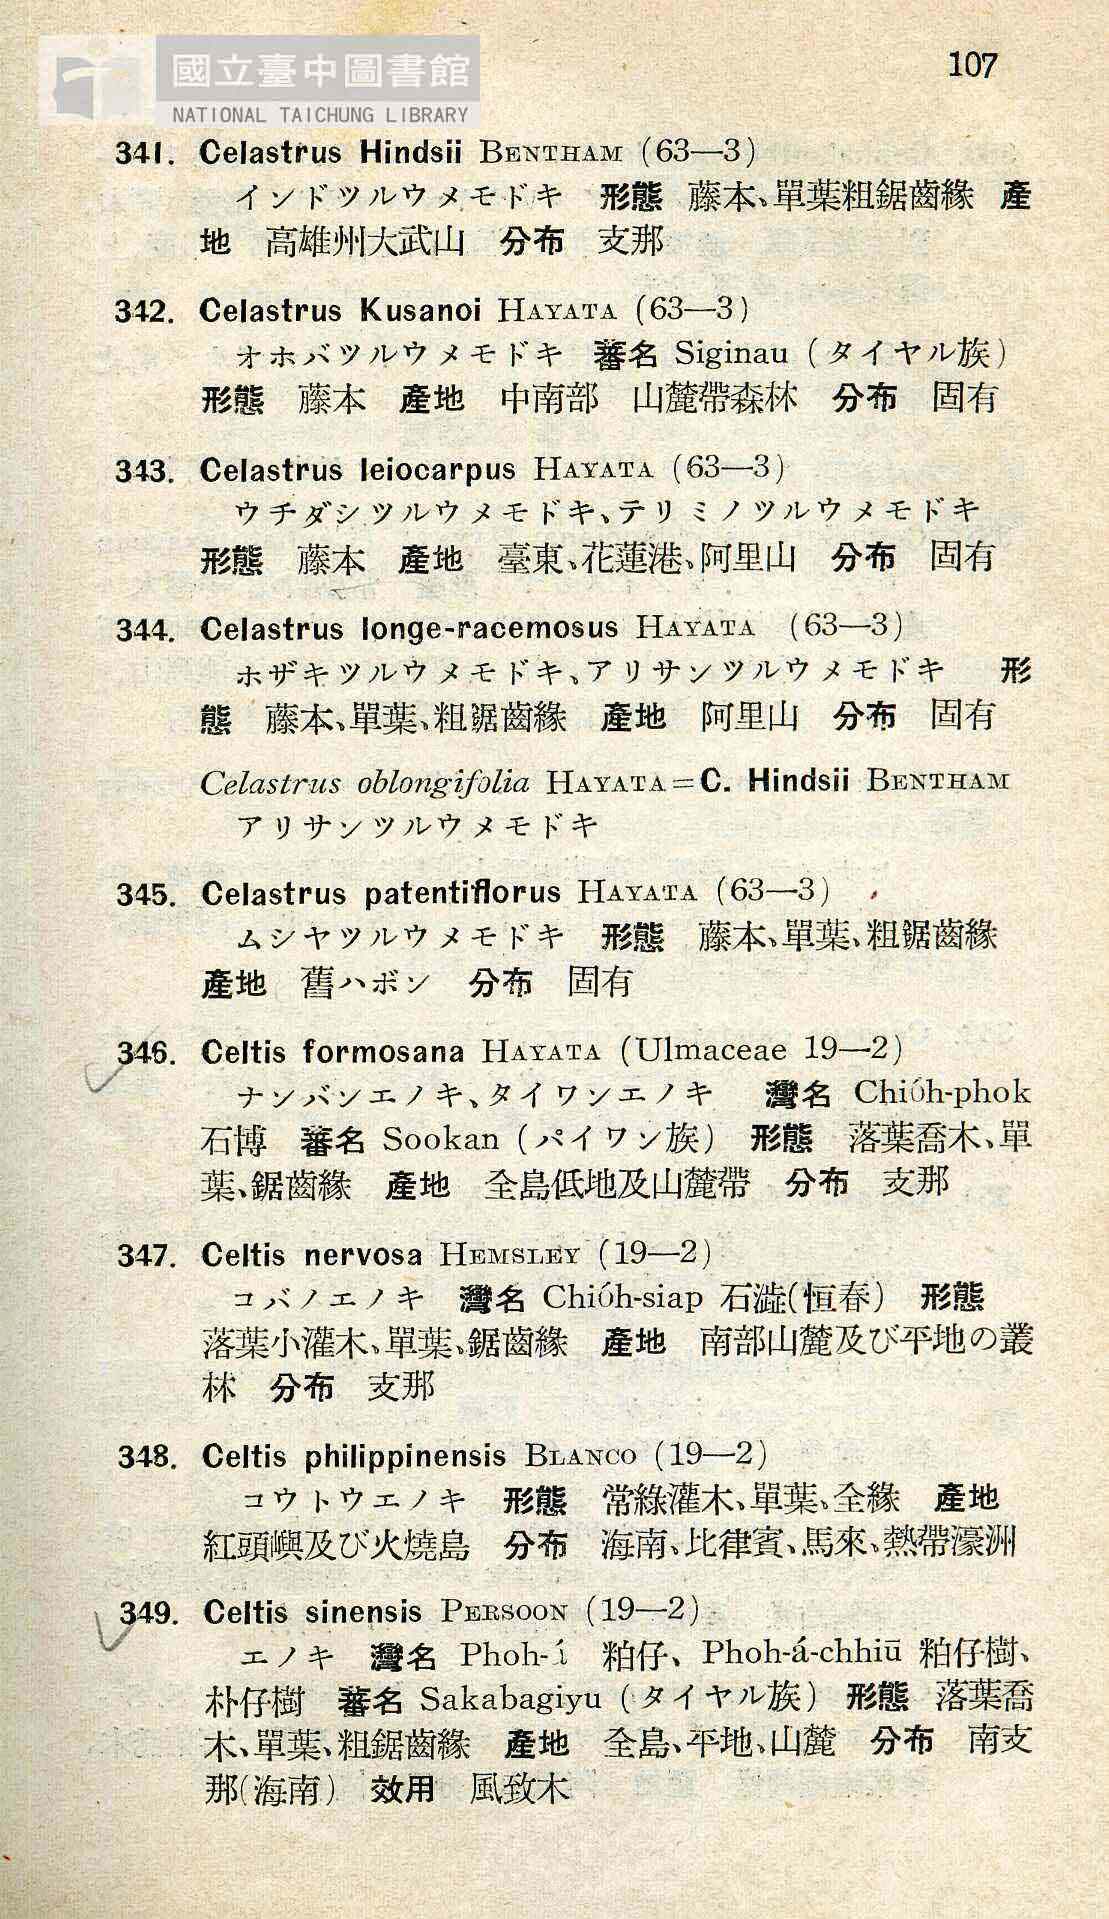 國立臺中圖書館
NATIONAL TAICHUNG LIBRARY
107
341. Celastrus Hindsii BENTHAM (63—3)
インドツルウメモドキ 形態 藤本、單葉粗鋸齒緣 產
地 高雄州大武山 分布 支那
342. Celastrus Kusanoi HAYATA (63—3)
オホバツルウメモドキ 蕃名 Siginau (タイヤル族)
形態 藤本 產地 中南部 山麓帶森林 分布 固有
343. Celastrus leiocarpus HAYATA (63—3)
ウチダシツルウメモドキ、テリミノツルウメモドキ
形態 藤本 產地 臺東、花蓮港、阿里山 分布 固有
344. Celastrus longe-racemosus HAYATA (63—3)
ホザキツルウメモドキ、アリサンツルウメモドキ 形
態 藤本、單葉、粗鋸齒緣 產地 阿里山 分布 固有
Celastrus oblongifolia HAYATA=C. Hindsii BENTHAM
アリサンツルウメモドキ
345. Celastrus patentiflorus HAYATA (63—3)
ムシヤツルウメモドキ 形態 藤本、單葉、粗鋸齒緣
產地 舊ハボン 分布 固有
346. Celtis formosana HAYATA (Ulmaceae 19—2)
ナンバンエノキ、タイワンエノキ 灣名 Chióh-phok
石博 蕃名 Sookan (パイワン族) 形態 落葉喬木、單
葉、鋸齒緣 產地 全島低地及山麓帶 分布 支那
347. Celtis nervosa HEMSLEY (19—2)
コバノエノキ 灣名 Chióh-siap 石澁(恒春) 形態
落葉小灌木、單葉、鋸齒緣 產地 南部山麓及び平地の叢
林 分布 支那
348. Celtis philippinensis BLANCO (19—2)
コウトウエノキ 形態 常綠灌木、單葉、全緣 產地
紅頭嶼及び火燒島 分布 海南、比律賓、馬來、熱帶濠洲
349. Celtis sinensis PERSOON (19—2)
エノキ 灣名 Phoh-í 粕仔、Phoh-á-chhiū 粕仔樹、
朴仔樹 蕃名 Sakabagiyu (タイヤル族) 形態 落葉喬
木、單葉、粗鋸齒緣 產地 全島、平地、山麓 分布 南支
那(海南) 效用 風致木